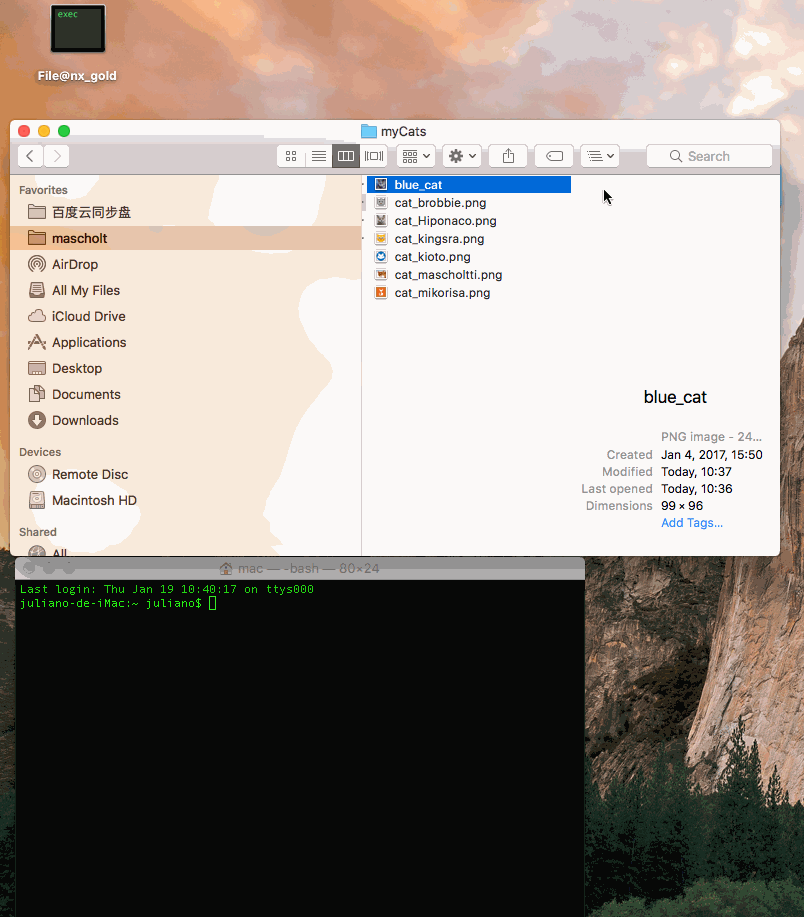 exec
File@nx_gold
myCats
Search
Favorites
百度云同步盘
mascholt
AirDrop
All My Files
iCloud Drive
Applications
Desktop
Documents
Downloads
Devices
Remote Disc
Macintosh HD
Shared
All
blue_cat
cat_brobbie.png
cat_Hiponaco.png
cat_kingsra.png
cat_kioto.png
cat_mascholtti.png
cat_mikorisa.png
blue_cat
PNG image - 24...
Created Jan 4, 2017, 15:50
Modified Today, 10:37
Last opened Today, 10:36
Dimensions 99 × 96
Add Tags...
mac — -bash — 80×24
Last login: Thu Jan 19 10:40:17 on ttys000
juliano-de-iMac:~ juliano$